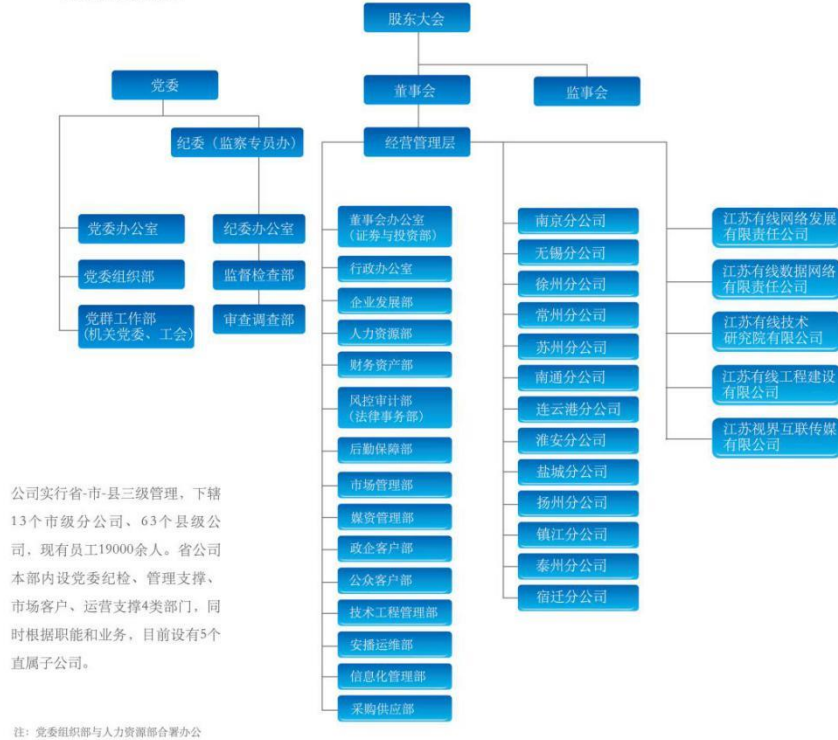 股东大会
党委
董事会
监事会
纪委（监察专员办）
经营管理层
党委办公室
党委组织部
党群工作部
(机关党委、工会)
纪委办公室
监督检查部
审查调查部
董事会办公室
(证券与投资部)
行政办公室
企业发展部
人力资源部
财务资产部
风控审计部
(法律事务部)
后勤保障部
市场管理部
媒资管理部
政企客户部
公众客户部
技术工程管理部
安播运维部
信息化管理部
采购供应部
南京分公司
无锡分公司
徐州分公司
常州分公司
苏州分公司
南通分公司
连云港分公司
淮安分公司
盐城分公司
扬州分公司
镇江分公司
泰州分公司
宿迁分公司
江苏有线网络发展
有限责任公司
江苏有线数据网络
有限责任公司
江苏有线技术
研究院有限公司
江苏有线工程建设
有限公司
江苏视界互联传媒
有限公司
公司实行省-市-县三级管理，下辖
13个市级分公司、63个县级公
司，现有员工19000余人。省公司
本部内设党委纪检、管理支撑、
市场客户、运营支撑4类部门，同
时根据职能和业务，目前设有5个
直属子公司。
注：党委组织部与人力资源部合署办公